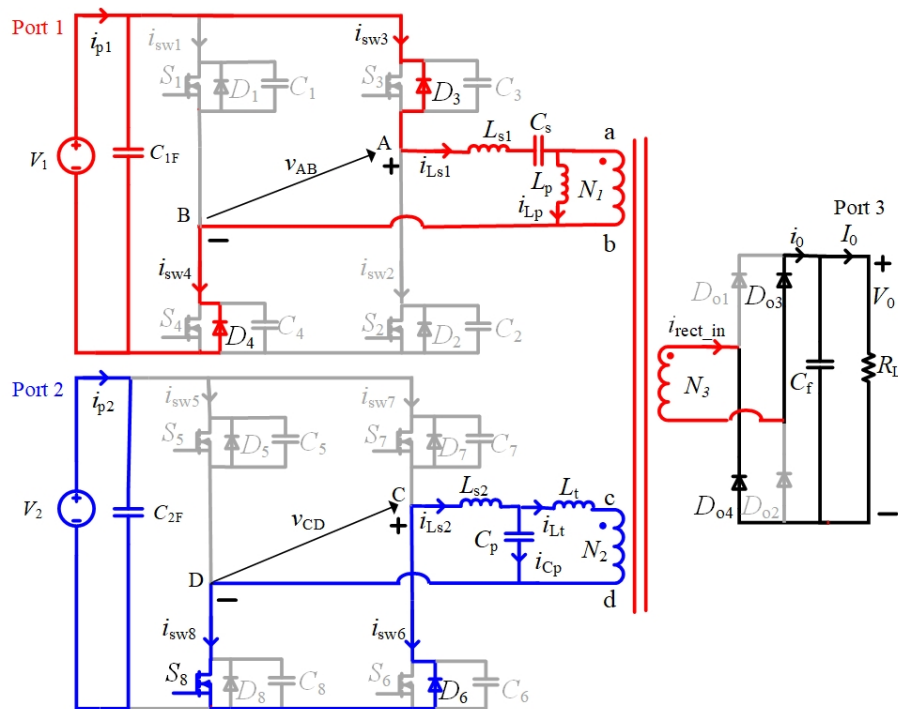 Port 1
i_p1
i_sw1
i_sw3
S_1
D_1
C_1
S_3
D_3
C_3
V_1
C_1F
v_AB
A
+
L_s1
C_s
a
i_Ls1
L_p
N_1
i_Lp
B
−
b
i_sw4
i_sw2
S_4
D_4
C_4
S_2
D_2
C_2
Port 3
i_0
I_0
+
D_o1
D_o3
V_0
i_rect_in
N_3
C_f
R_L
D_o4
D_o2
−
Port 2
i_p2
i_sw5
i_sw7
S_5
D_5
C_5
S_7
D_7
C_7
V_2
C_2F
v_CD
C
+
L_s2
L_t
c
i_Ls2
i_Lt
C_p
N_2
i_Cp
D
−
d
i_sw8
i_sw6
S_8
D_8
C_8
S_6
D_6
C_6